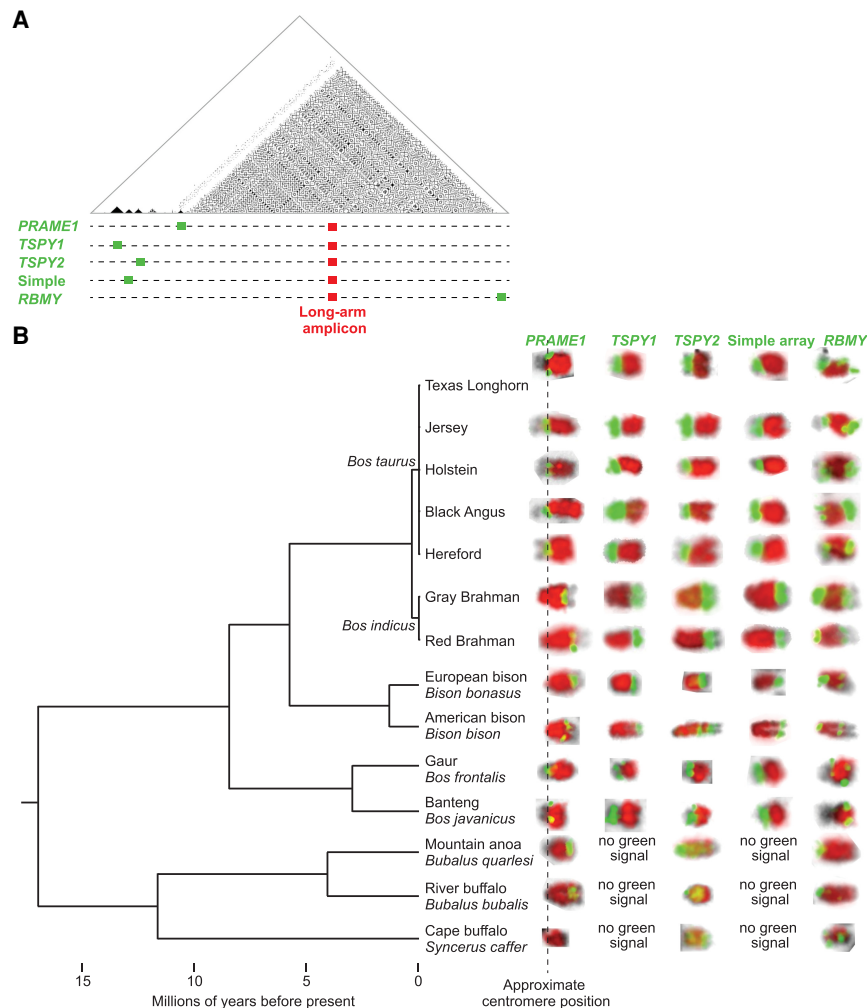 A
PRAME1
TSPY1
TSPY2
Simple
RBMY
Long-arm
amplicon
B
PRAME1 TSPY1 TSPY2 Simple array RBMY
Texas Longhorn
Jersey
Bos taurus
Holstein
Black Angus
Hereford
Gray Brahman
Bos indicus
Red Brahman
European bison
Bison bonasus
American bison
Bison bison
Gaur
Bos frontalis
Banteng
Bos javanicus
Mountain anoa
Bubalus quarlesi
no green
signal
no green
signal
River buffalo
Bubalus bubalis
no green
signal
no green
signal
Cape buffalo
Syncerus caffer
no green
signal
no green
signal
15 10 5 0
Millions of years before present
Approximate
centromere position